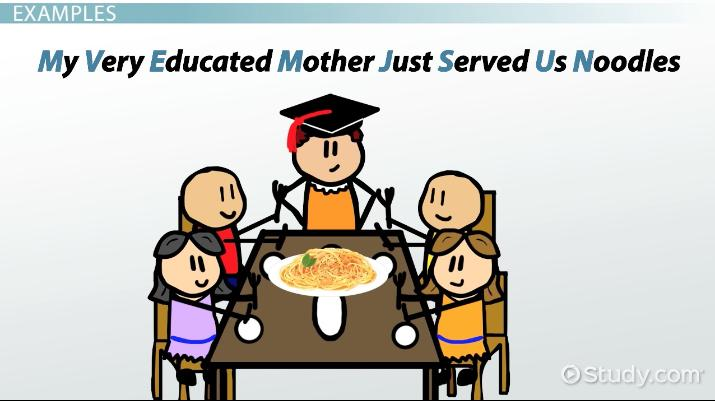 EXAMPLES
My Very Educated Mother Just Served Us Noodles
Study.com